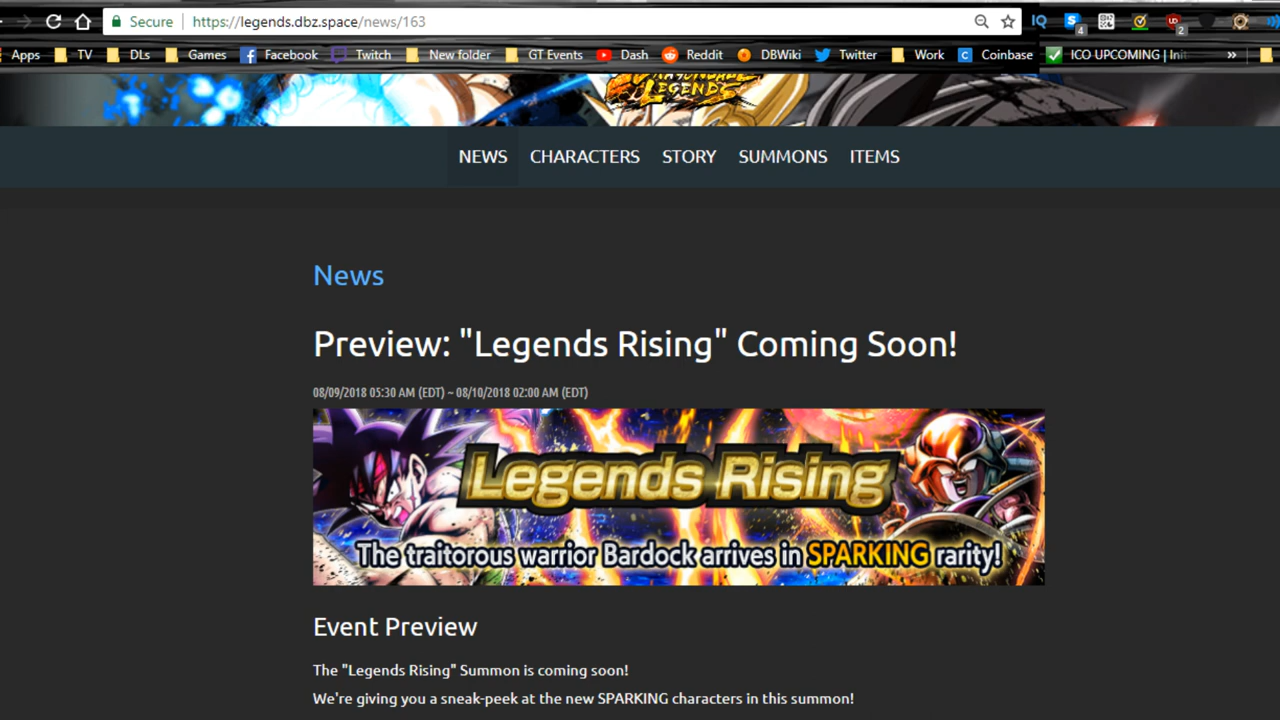 Secure https://legends.dbz.space/news/163
4
2
Apps TV DLs Games Facebook Twitch New folder GT Events Dash Reddit DBWiki Twitter Work Coinbase ICO UPCOMING | Init »
LEGENDS
NEWS CHARACTERS STORY SUMMONS ITEMS
News
Preview: "Legends Rising" Coming Soon!
08/09/2018 05:30 AM (EDT) ~ 08/10/2018 02:00 AM (EDT)
Legends Rising
The traitorous warrior Bardock arrives in SPARKING rarity!
Event Preview
The "Legends Rising" Summon is coming soon!
We're giving you a sneak-peek at the new SPARKING characters in this summon!